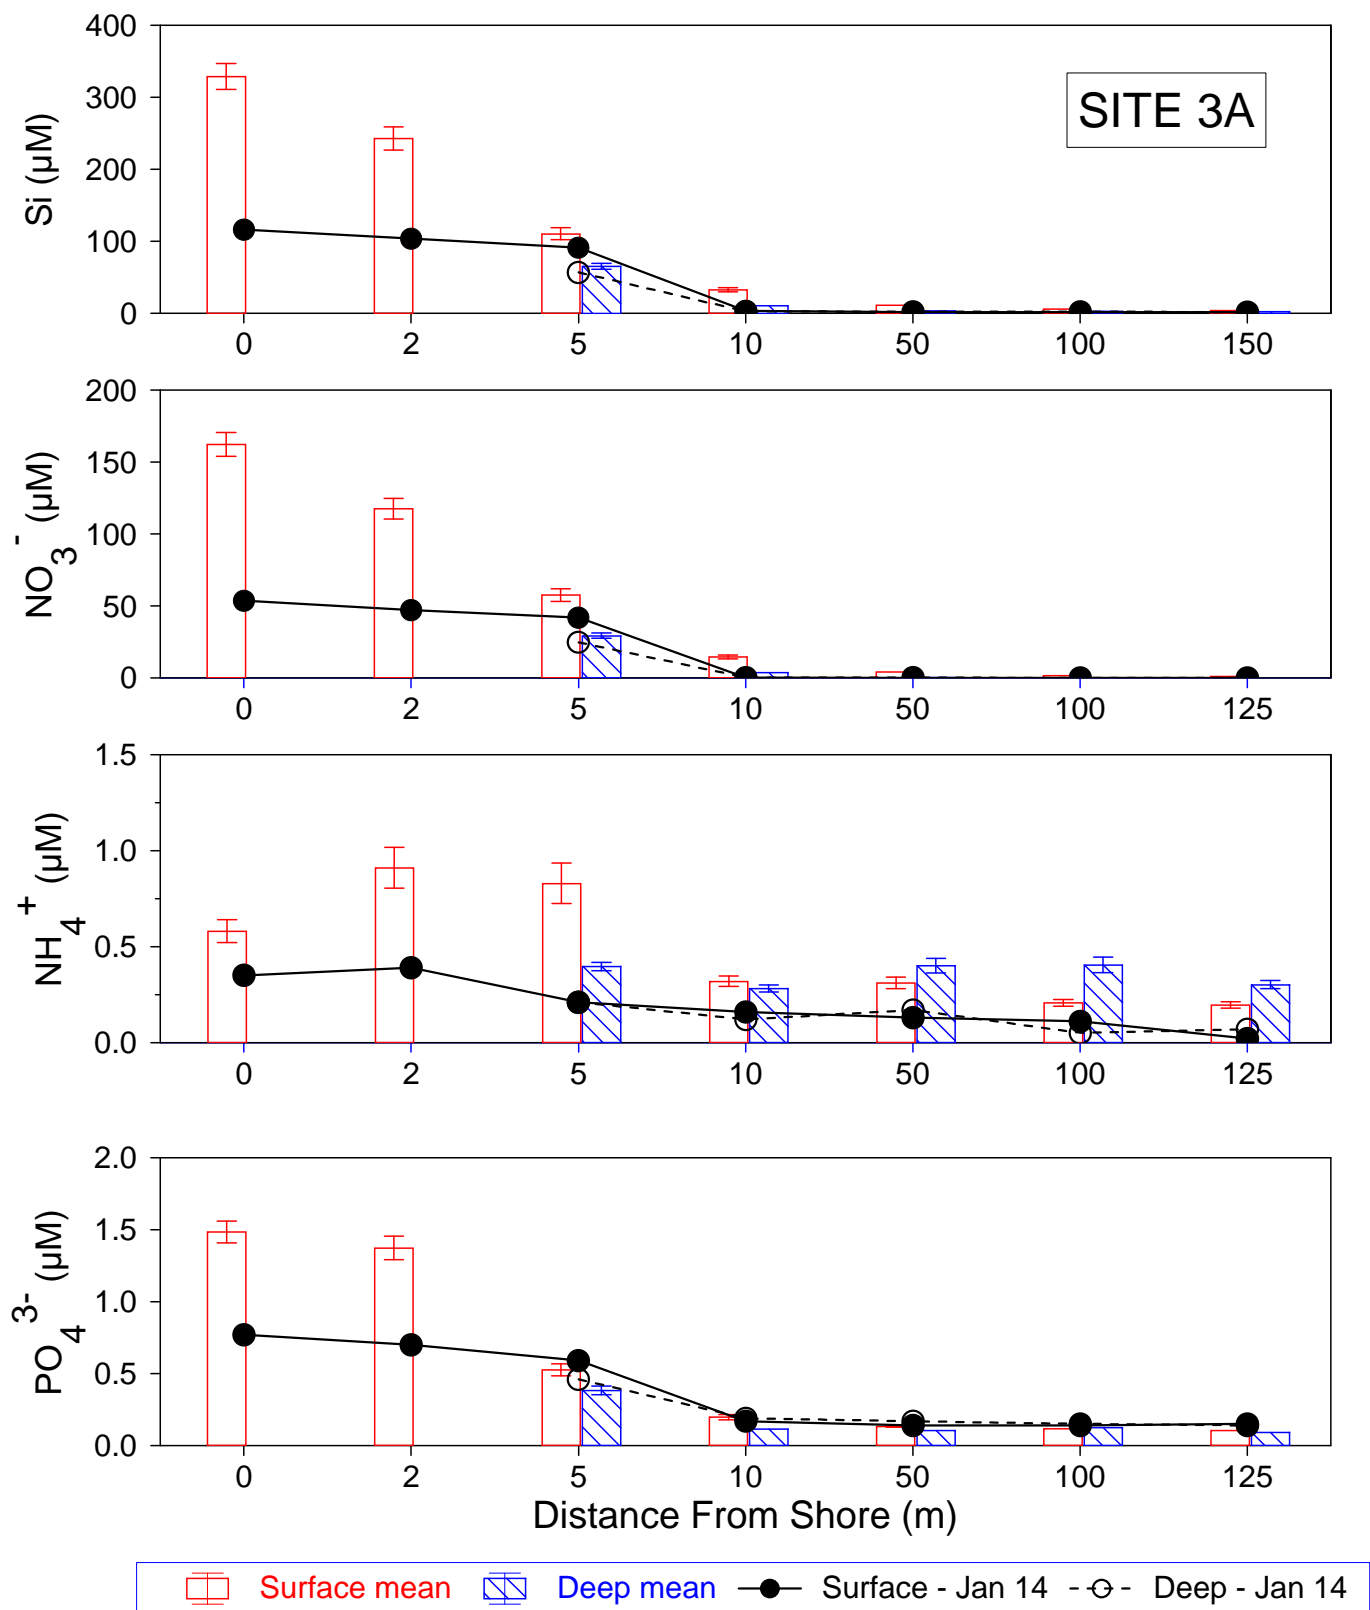 400
300
200
100
0
Si (µM)
SITE 3A
0 2 5 10 50 100 150
200
150
100
50
0
NO3- (µM)
0 2 5 10 50 100 125
1.5
1.0
0.5
0.0
NH4+ (µM)
0 2 5 10 50 100 125
2.0
1.5
1.0
0.5
0.0
PO43- (µM)
0 2 5 10 50 100 125
Distance From Shore (m)
Surface mean Deep mean Surface - Jan 14 Deep - Jan 14